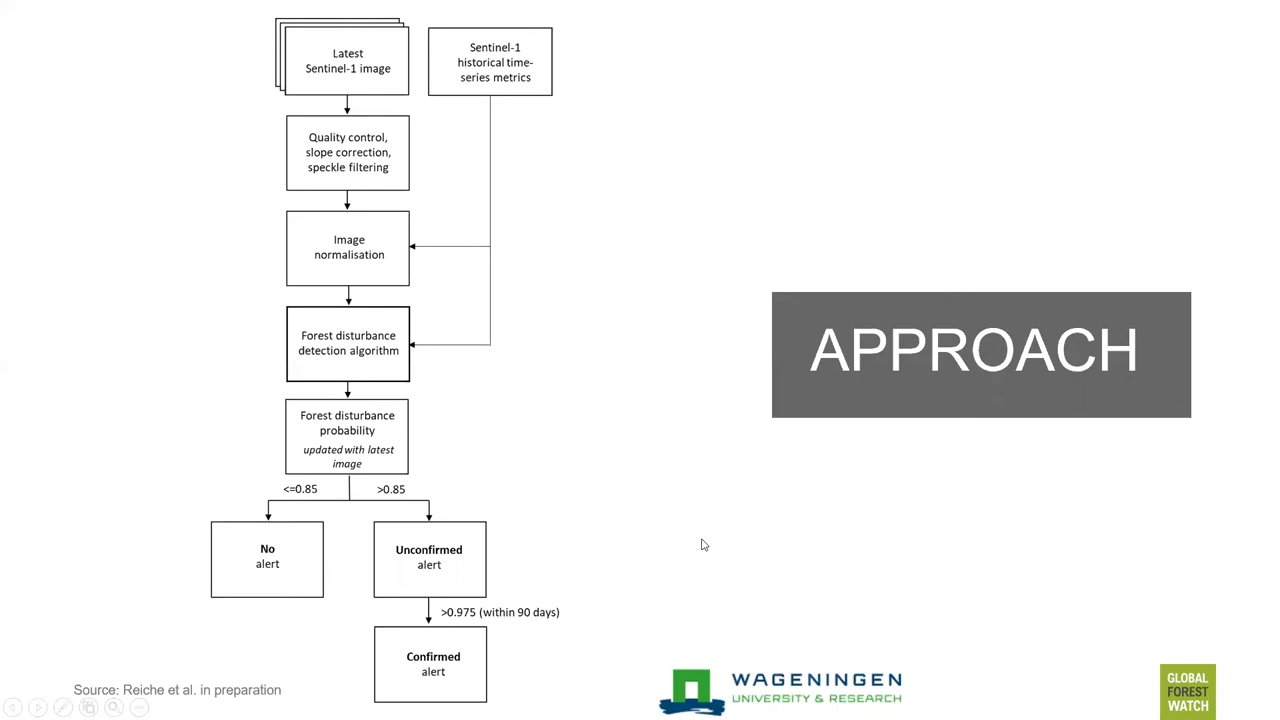 Latest
Sentinel-1 image
Sentinel-1
historical time-
series metrics
Quality control,
slope correction,
speckle filtering
Image
normalisation
Forest disturbance
detection algorithm
Forest disturbance
probability
updated with latest
image
<=0.85
>0.85
No
alert
Unconfirmed
alert
>0.975 (within 90 days)
Confirmed
alert
APPROACH
Source: Reiche et al. in preparation
WAGENINGEN
UNIVERSITY & RESEARCH
GLOBAL
FOREST
WATCH